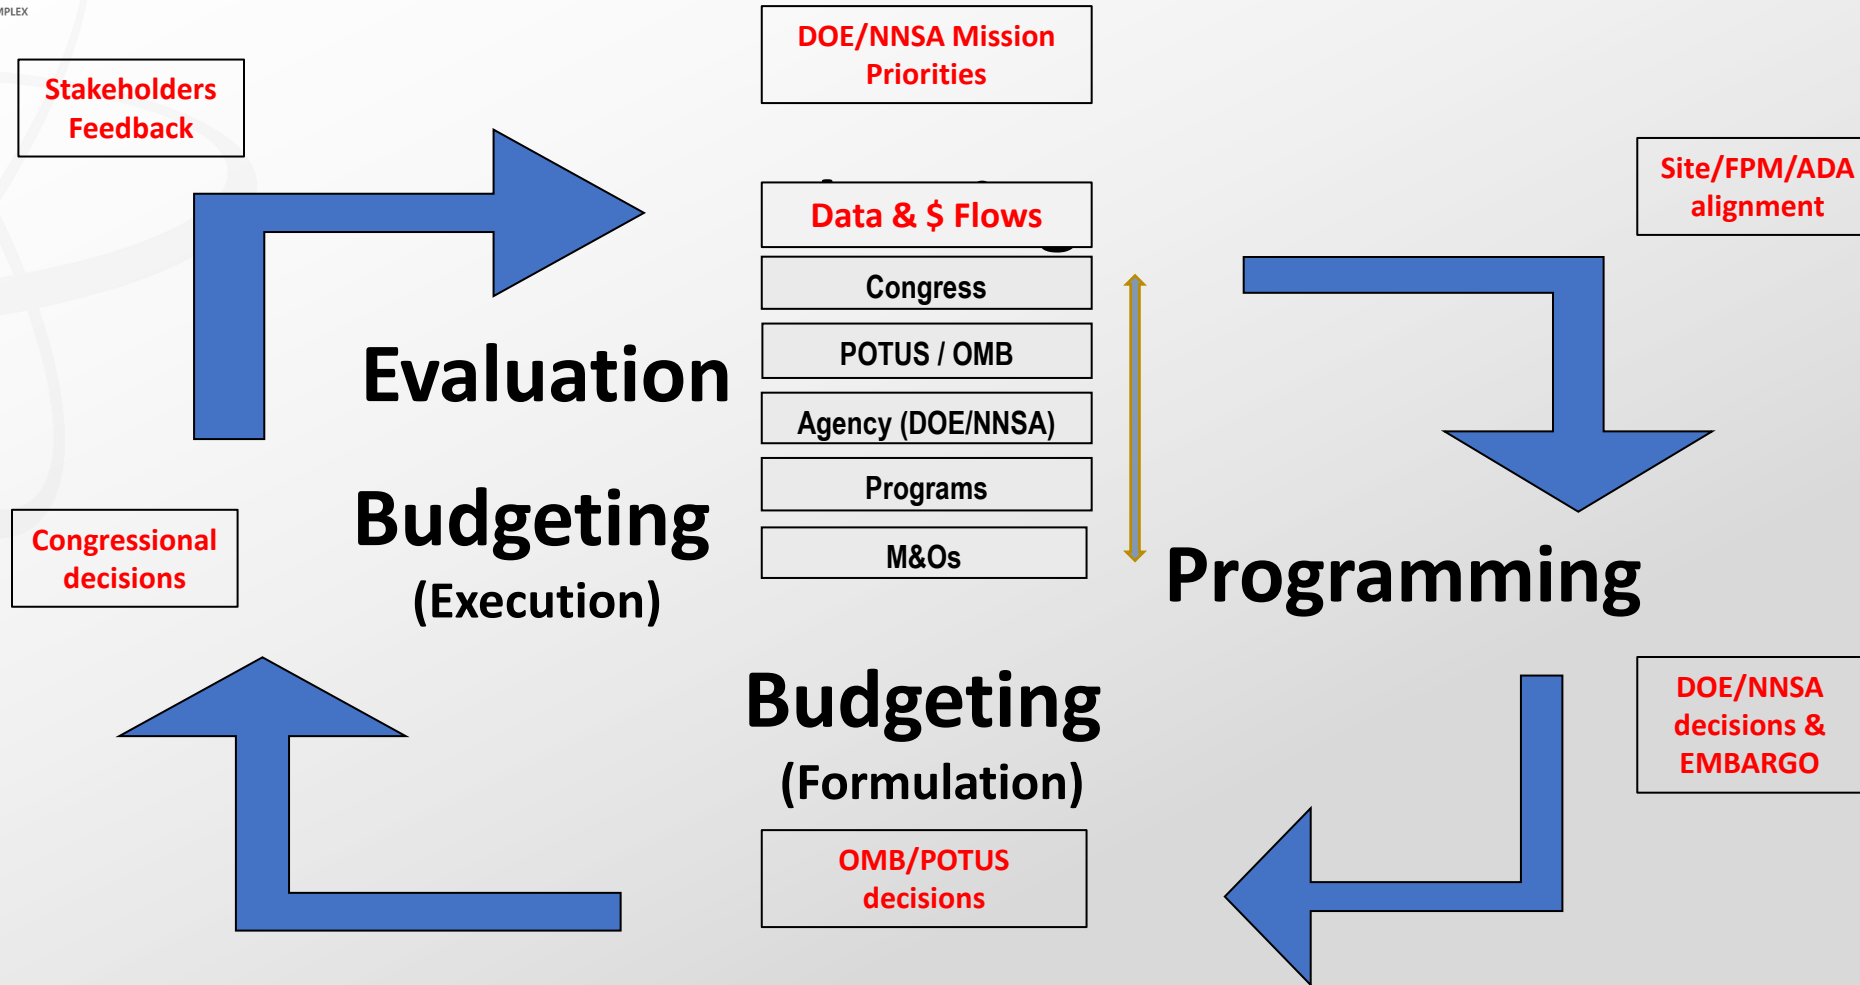 MPLEX
DOE/NNSA Mission
Priorities
Stakeholders
Feedback
Site/FPM/ADA
alignment
Data & $ Flows
Congress
POTUS / OMB
Evaluation
Agency (DOE/NNSA)
Programs
Budgeting
(Execution)
Congressional
decisions
M&Os
Programming
Budgeting
(Formulation)
DOE/NNSA
decisions &
EMBARGO
OMB/POTUS
decisions